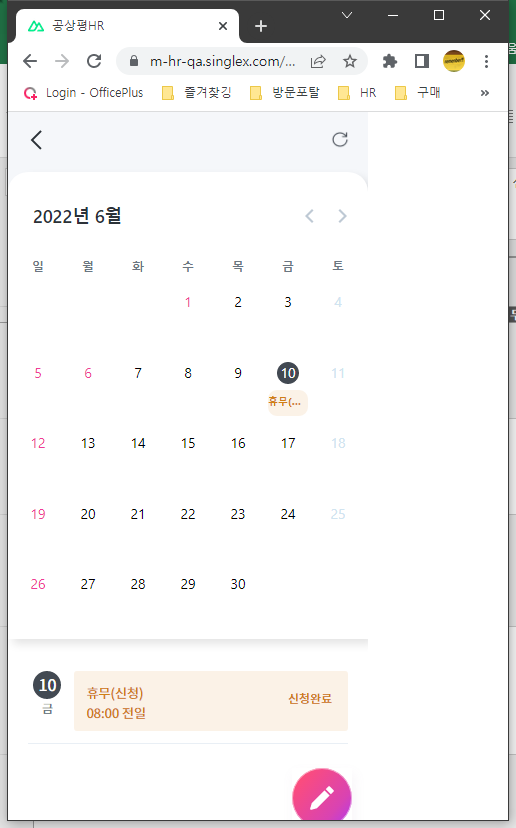 공상평HR
m-hr-qa.singlex.com/...
Login - OfficePlus 즐겨찾깅 방문포탈 HR 구매 »
2022년 6월
일 월 화 수 목 금 토
1 2 3 4
5 6 7 8 9 10 11
휴무(...
12 13 14 15 16 17 18
19 20 21 22 23 24 25
26 27 28 29 30
10 휴무(신청) 신청완료
금 08:00 전일